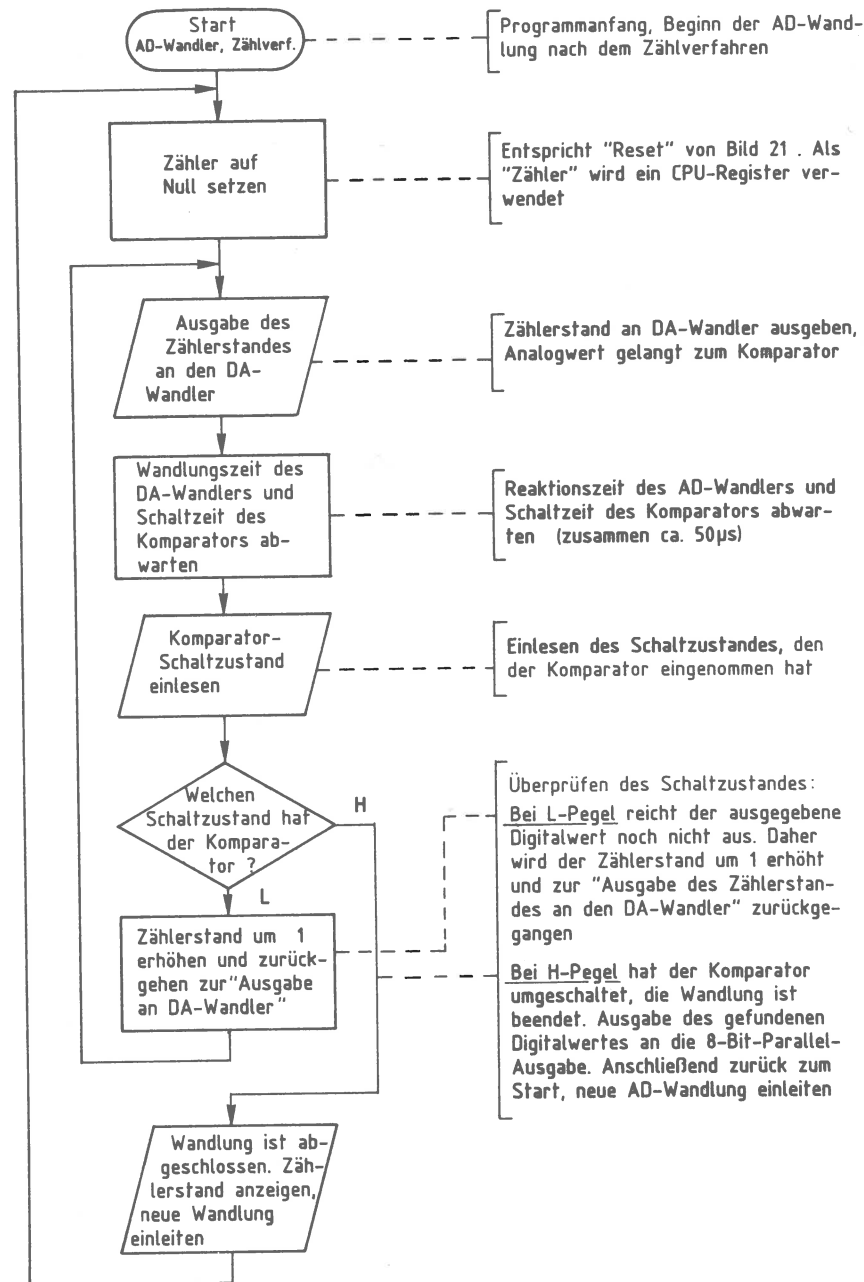 Start
AD-Wandler, Zählverf.
Programmanfang, Beginn der AD-Wand-
lung nach dem Zählverfahren
Zähler auf
Null setzen
Entspricht "Reset" von Bild 21 . Als
"Zähler" wird ein CPU-Register ver-
wendet
Ausgabe des
Zählerstandes
an den DA-
Wandler
Zählerstand an DA-Wandler ausgeben,
Analogwert gelangt zum Komparator
Wandlungszeit des
DA-Wandlers und
Schaltzeit des
Komparators ab-
warten
Reaktionszeit des AD-Wandlers und
Schaltzeit des Komparators abwar-
ten (zusammen ca. 50µs)
Komparator-
Schaltzustand
einlesen
Einlesen des Schaltzustandes, den
der Komparator eingenommen hat
Welchen
Schaltzustand hat
der Kompara-
tor ?
H
L
Überprüfen des Schaltzustandes:
Bei L-Pegel reicht der ausgegebene
Digitalwert noch nicht aus. Daher
wird der Zählerstand um 1 erhöht
und zur "Ausgabe des Zählerstan-
des an den DA-Wandler" zurückge-
gangen
Zählerstand um 1
erhöhen und zurück-
gehen zur "Ausgabe
an DA-Wandler"
Bei H-Pegel hat der Komparator
umgeschaltet, die Wandlung ist
beendet. Ausgabe des gefundenen
Digitalwertes an die 8-Bit-Parallel-
Ausgabe. Anschließend zurück zum
Start, neue AD-Wandlung einleiten
Wandlung ist ab-
geschlossen. Zäh-
lerstand anzeigen,
neue Wandlung
einleiten